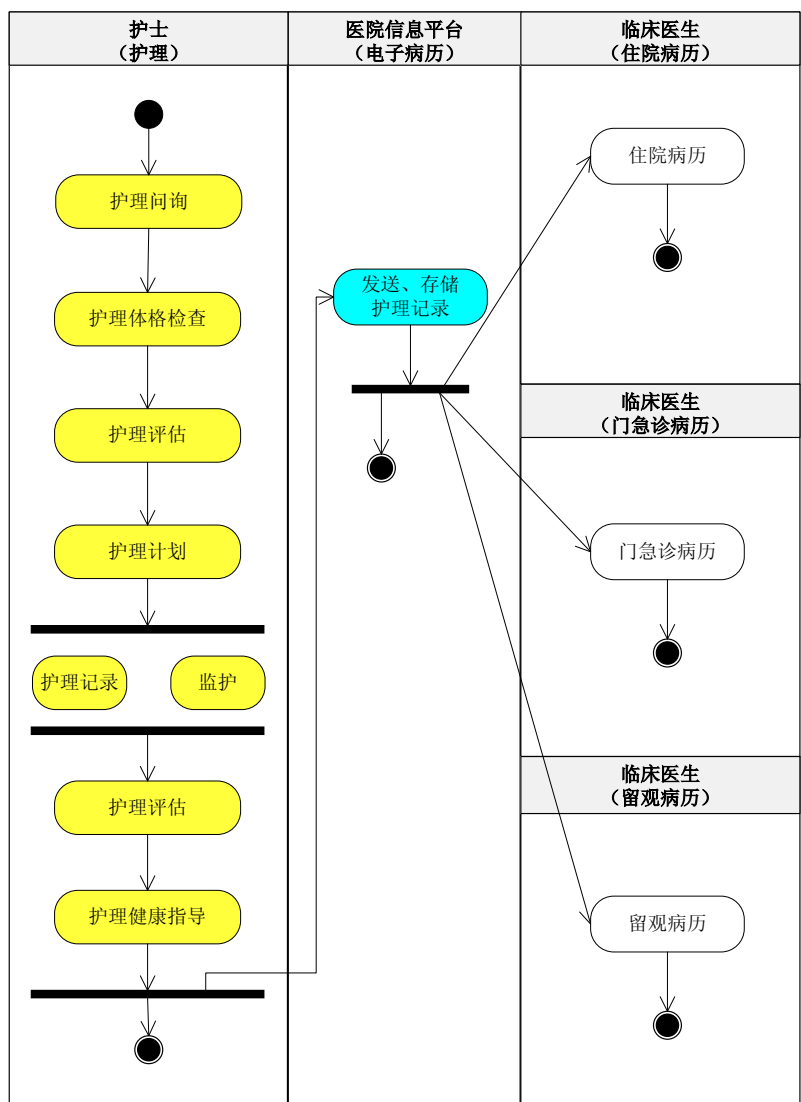 护士
（护理）
医院信息平台
（电子病历）
临床医生
（住院病历）
护理问询
护理体格检查
护理评估
护理计划
护理记录
监护
护理评估
护理健康指导
发送、存储
护理记录
住院病历
临床医生
（门急诊病历）
门急诊病历
临床医生
（留观病历）
留观病历